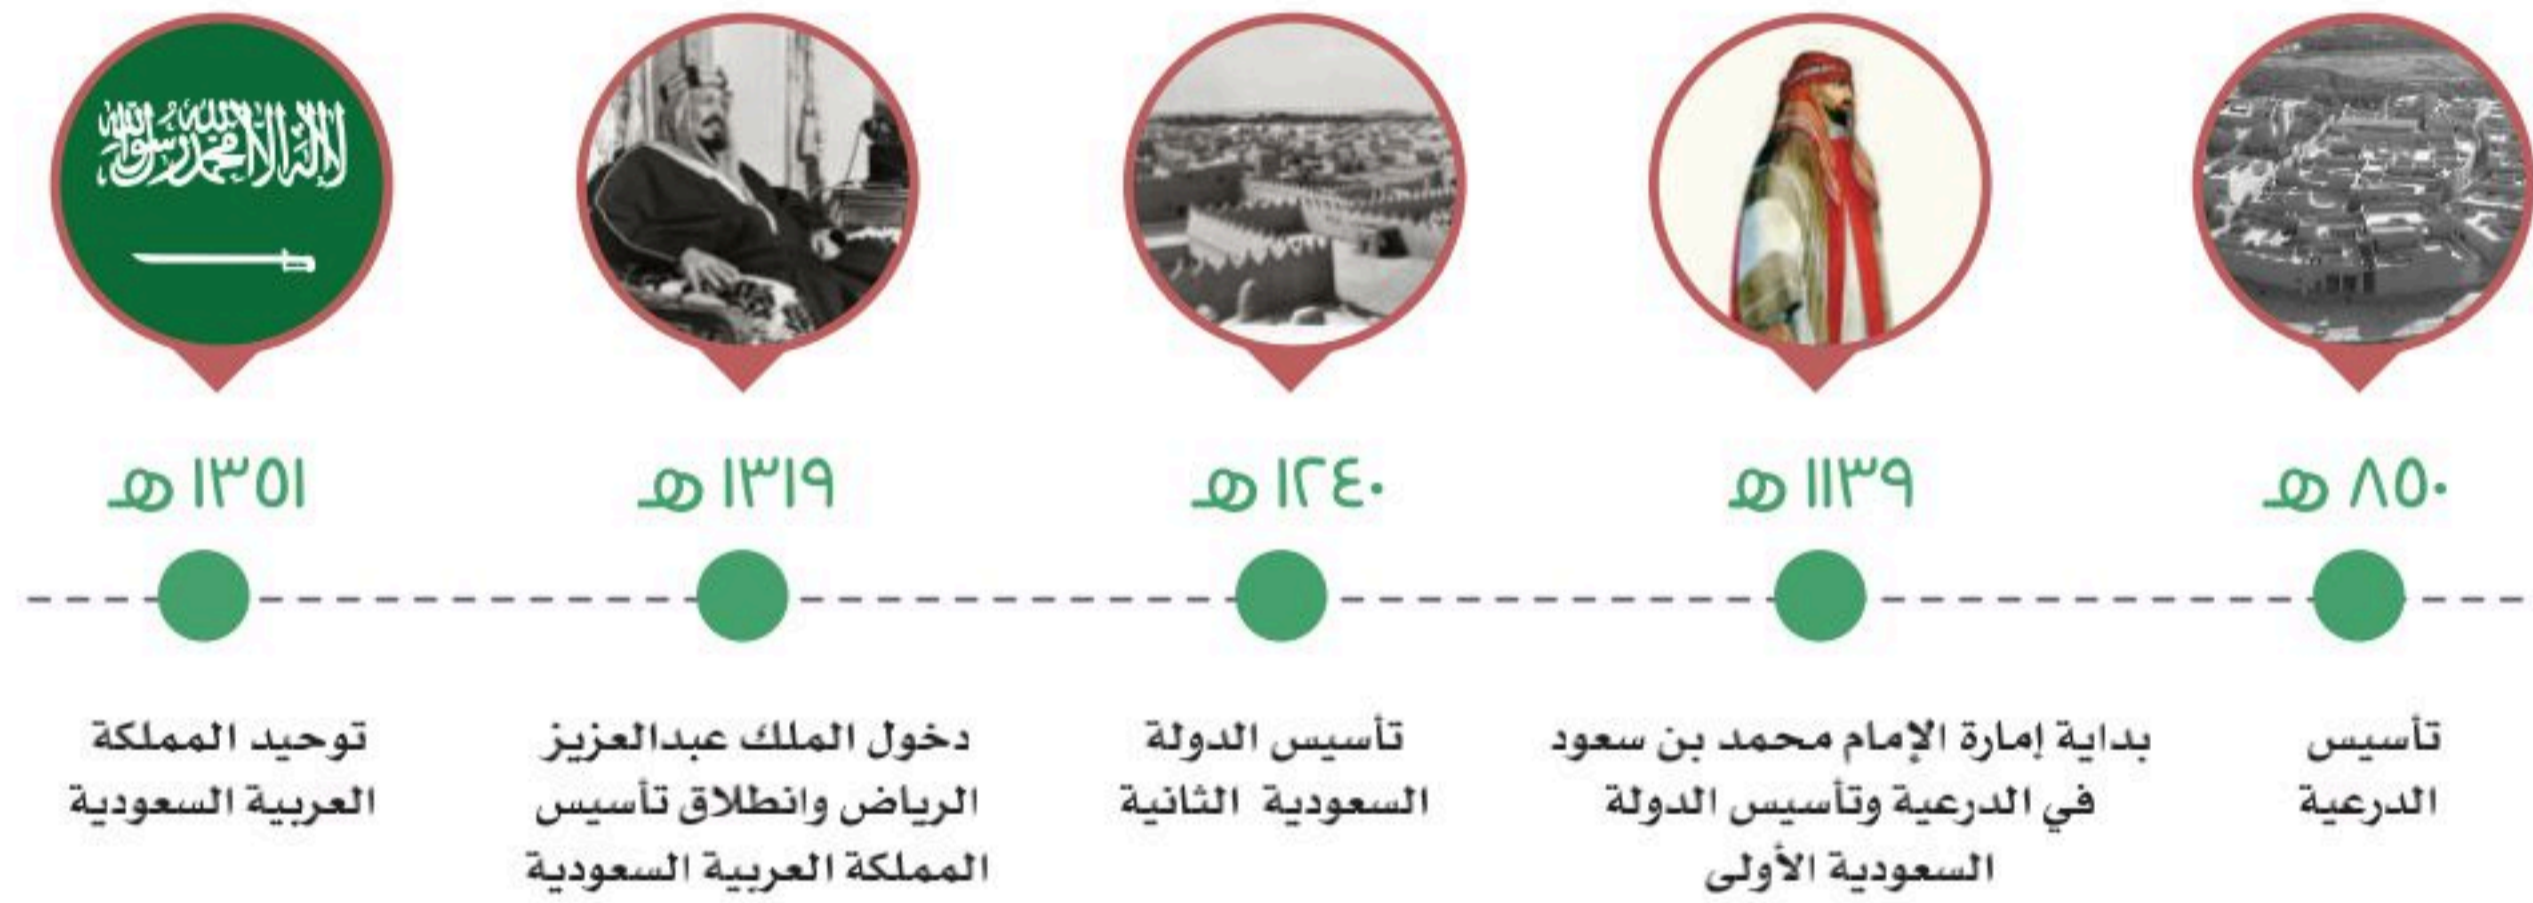 ٨٥٠ هـ
تأسيس
الدرعية
١١٣٩ هـ
بداية إمارة الإمام محمد بن سعود
في الدرعية وتأسيس الدولة
السعودية الأولى
١٢٤٠ هـ
تأسيس الدولة
السعودية الثانية
١٣١٩ هـ
دخول الملك عبدالعزيز
الرياض وانطلاق تأسيس
المملكة العربية السعودية
لا إله إلا الله محمد رسول الله
١٣٥١ هـ
توحيد المملكة
العربية السعودية